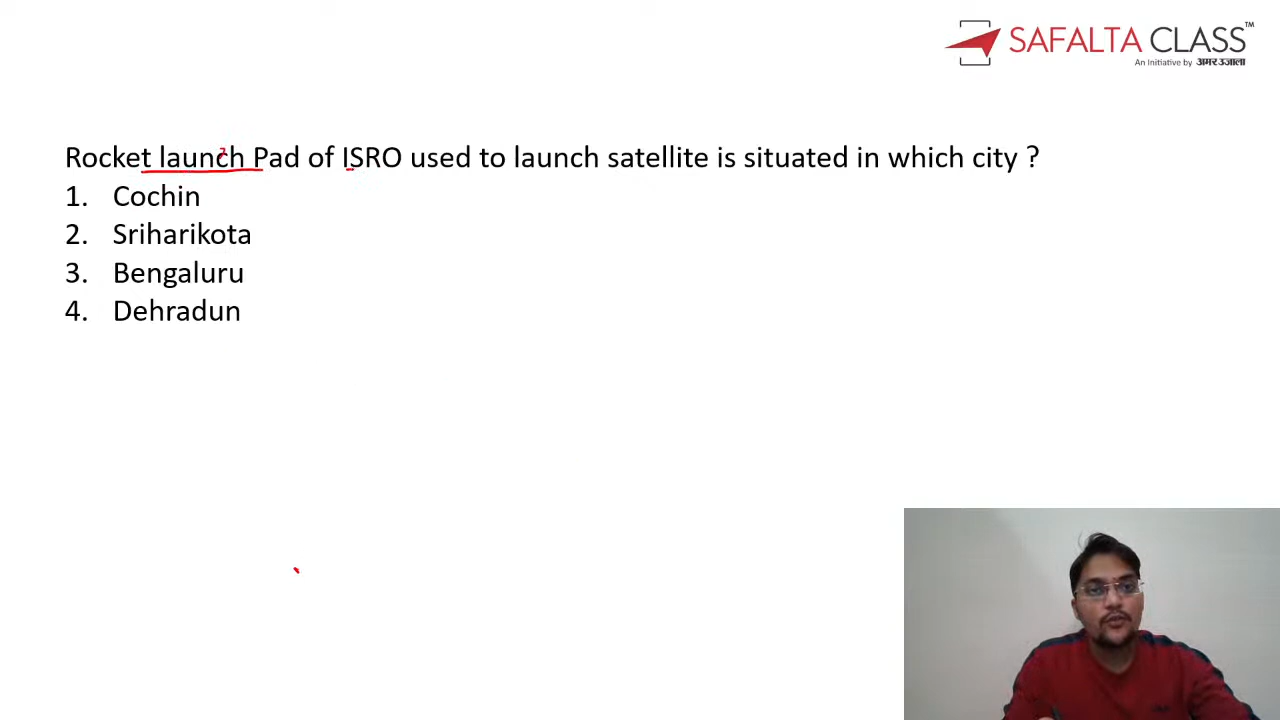 SAFALTA CLASS™
An Initiative by अमर उजाला
Rocket launch Pad of ISRO used to launch satellite is situated in which city ?
1. Cochin
2. Sriharikota
3. Bengaluru
4. Dehradun